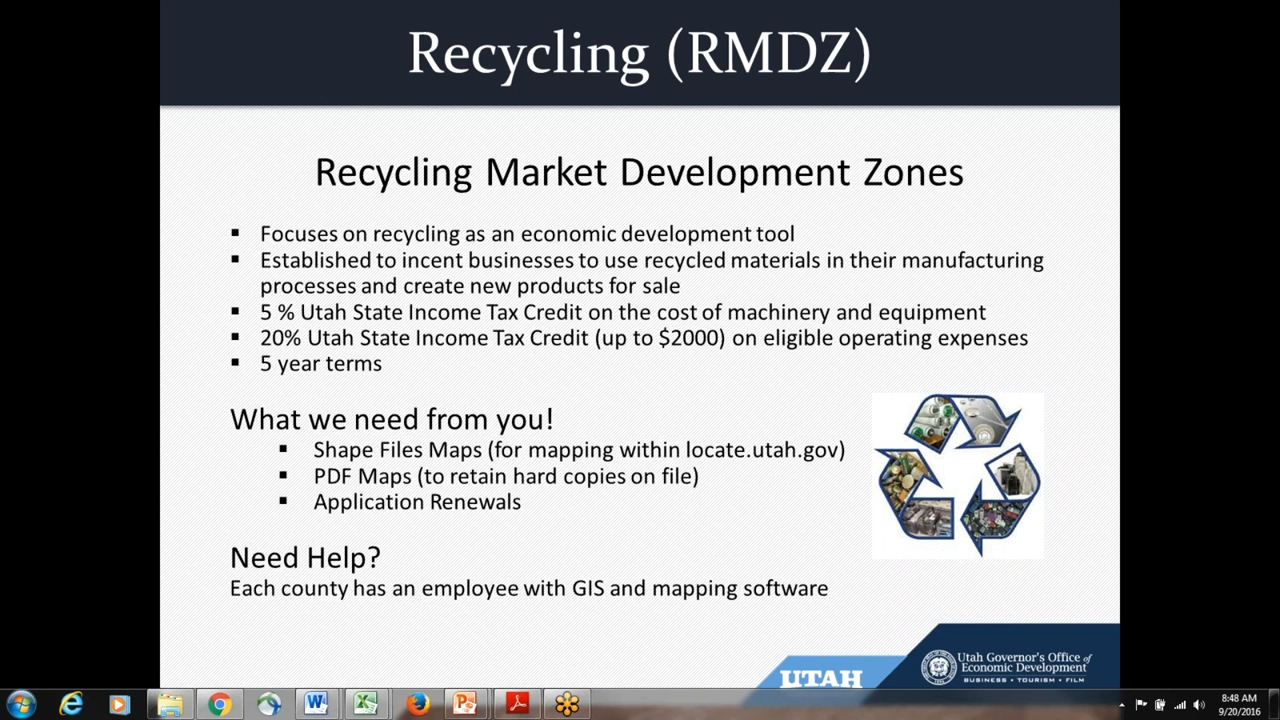 Recycling (RMDZ)
Recycling Market Development Zones
▪ Focuses on recycling as an economic development tool
▪ Established to incent businesses to use recycled materials in their manufacturing
processes and create new products for sale
▪ 5 % Utah State Income Tax Credit on the cost of machinery and equipment
▪ 20% Utah State Income Tax Credit (up to $2000) on eligible operating expenses
▪ 5 year terms
What we need from you!
▪ Shape Files Maps (for mapping within locate.utah.gov)
▪ PDF Maps (to retain hard copies on file)
▪ Application Renewals
Need Help?
Each county has an employee with GIS and mapping software
UTAH
Utah Governor's Office of
Economic Development
BUSINESS • TOURISM • FILM
8:48 AM
9/20/2016